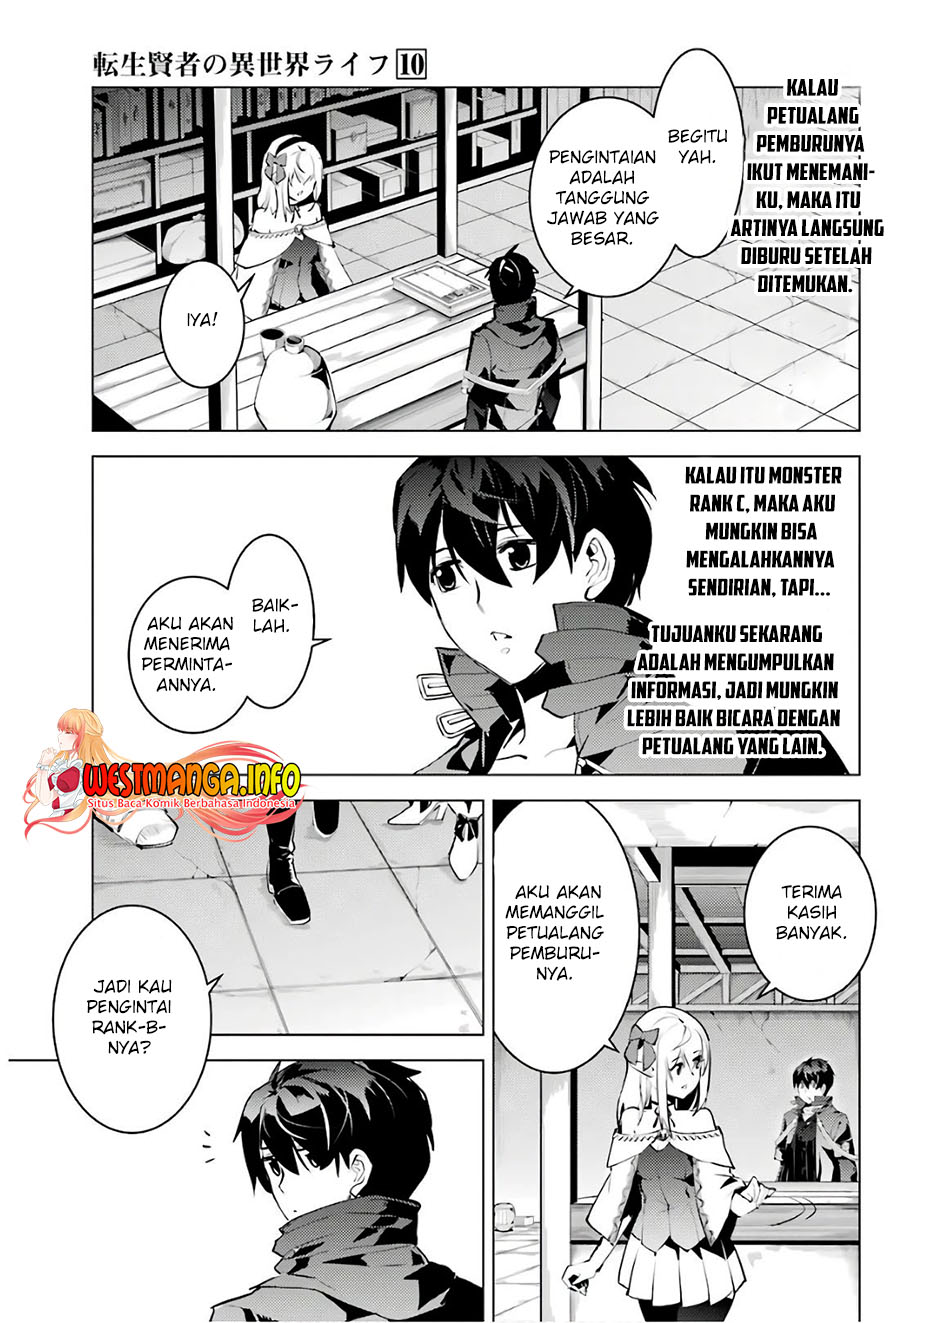 転生賢者の異世界ライフ 10
KALAU
PETUALANG
PEMBURUNYA
IKUT MENEMANI-
KU, MAKA ITU
ARTINYA LANGSUNG
DIBURU SETELAH
DITEMUKAN.
BEGITU
YAH.
PENGINTAIAN
ADALAH
TANGGUNG
JAWAB YANG
BESAR.
IYA!
KALAU ITU MONSTER
RANK C, MAKA AKU
MUNGKIN BISA
MENGALAHKANNYA
SENDIRIAN, TAPI...
TUJUANKU SEKARANG
ADALAH MENGUMPULKAN
INFORMASI, JADI MUNGKIN
LEBIH BAIK BICARA DENGAN
PETUALANG YANG LAIN.
BAIK-
LAH.
AKU AKAN
MENERIMA
PERMINTA-
ANNYA.
WESTMANGA.INFO
Situs Baca Komik Berbahasa Indonesia
TERIMA
KASIH
BANYAK.
AKU AKAN
MEMANGGIL
PETUALANG
PEMBURU-
NYA.
JADI KAU
PENGINTAI
RANK-B-
NYA?